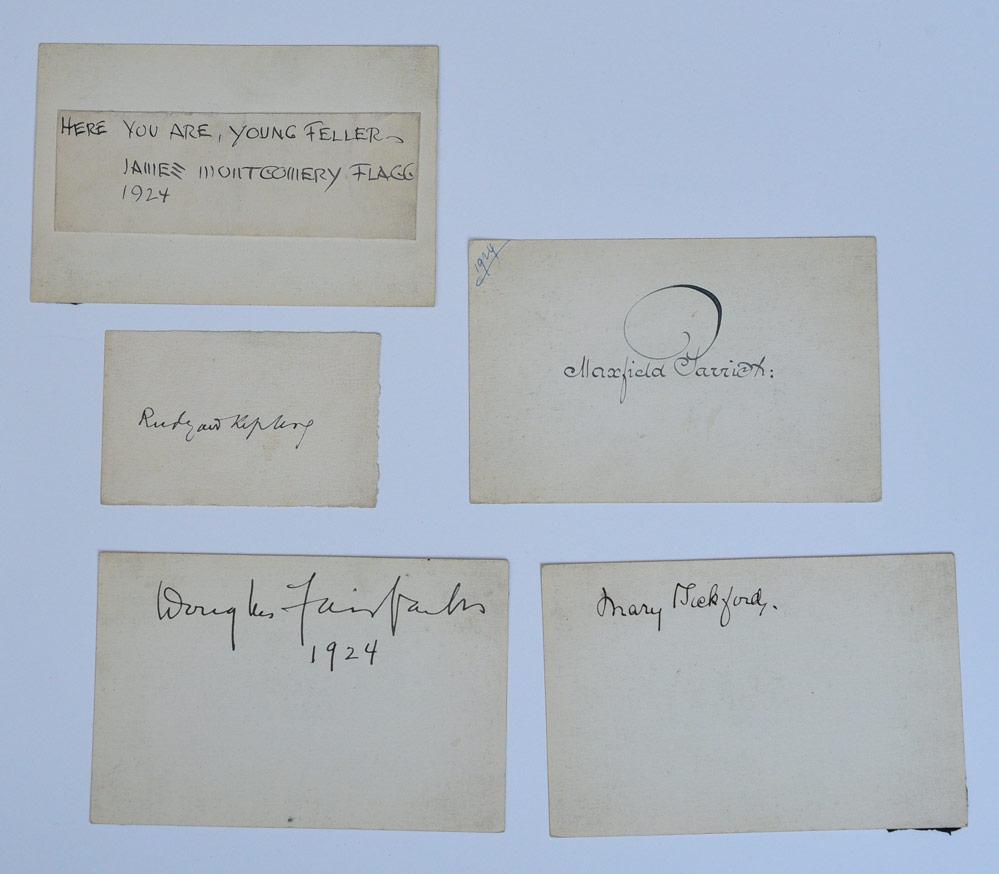 HERE YOU ARE, YOUNG FELLER
JAMES MONTGOMERY FLAGG
1924
1924
Maxfield Parrish:
Rudyard Kipling
Douglas Fairbanks
1924
Mary Pickford.